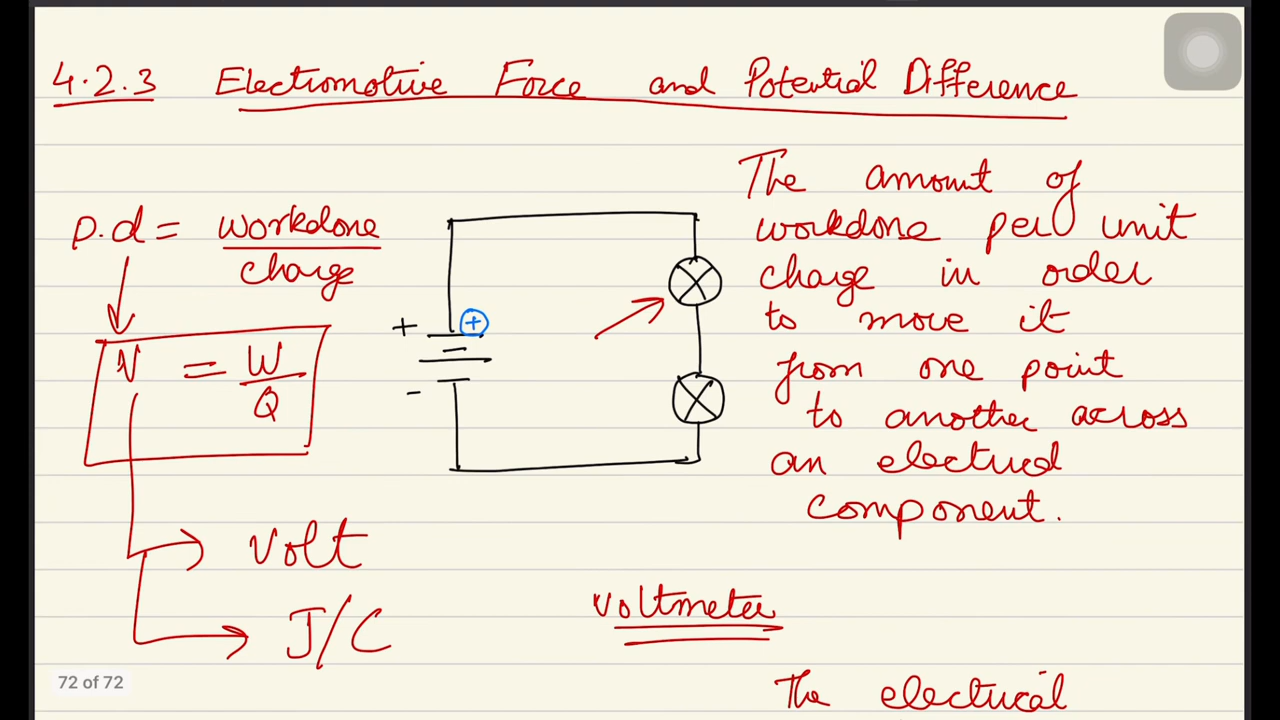 4.2.3 Electromotive Force and Potential Difference
p.d = workdone
charge
V = W
Q
Volt
J/C
+
+
-
The amount of
workdone per unit
charge in order
to move it
from one point
to another across
an electrical
component.
voltmeter
The electrical
72 of 72